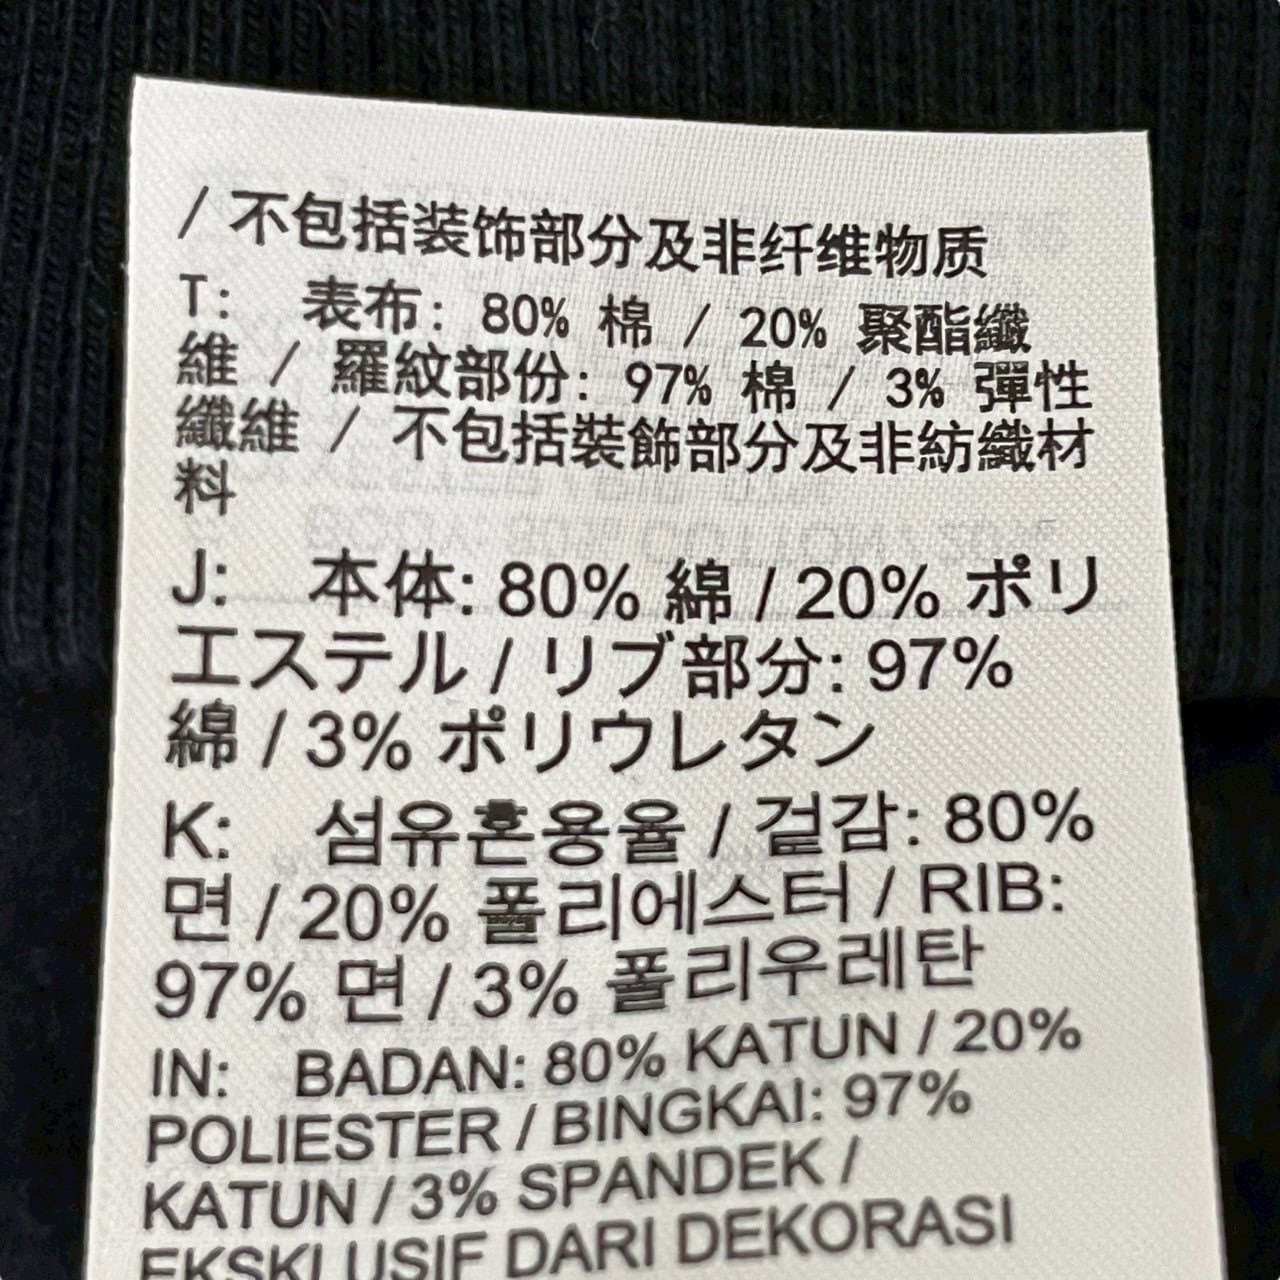 / 不包括装饰部分及非纤维物质
T: 表布: 80% 棉 / 20% 聚酯纖
維 / 羅紋部份: 97% 棉 / 3% 彈性
纖維 / 不包括裝飾部分及非紡織材
料
J: 本体: 80% 綿 / 20% ポリ
エステル / リブ部分: 97%
綿 / 3% ポリウレタン
K: 섬유혼용율 / 겉감: 80%
면 / 20% 폴리에스터 / RIB:
97% 면 / 3% 폴리우레탄
IN: BADAN: 80% KATUN / 20%
POLIESTER / BINGKAI: 97%
KATUN / 3% SPANDEK /
EKSKLUSIF DARI DEKORASI